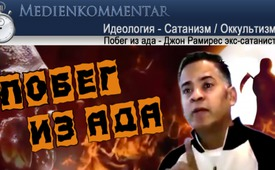 MEDIENKOMMENTAR
Идеология - Сатанизм / Оккультизм
Побег из ада - Джон Рамирес экс-сатанист
ПОБЕГ
ИЗ АДА